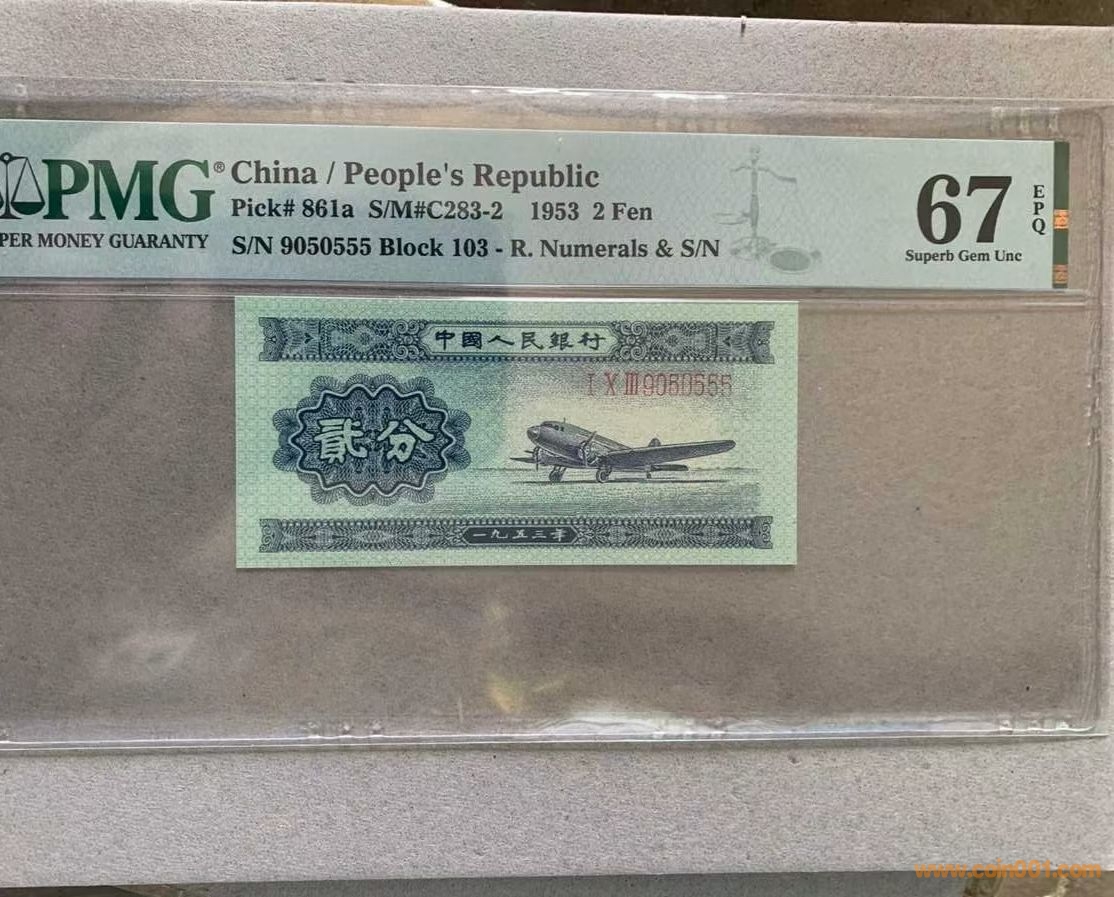 PMG® China / People's Republic
Pick# 861a S/M#C283-2 1953 2 Fen
PER MONEY GUARANTY S/N 9050555 Block 103 - R. Numerals & S/N
67 EPQ
Superb Gem Unc
中國人民銀行
I X III 9050555
貳分
一九五三年
www.coin001.com